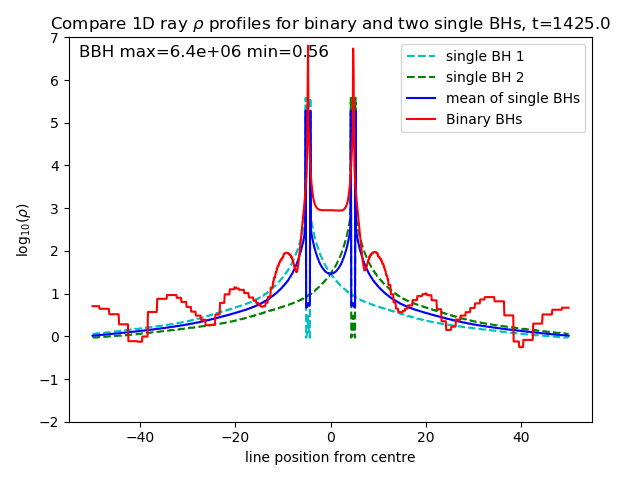 Compare 1D ray ρ profiles for binary and two single BHs, t=1425.0
BBH max=6.4e+06 min=0.56
single BH 1
single BH 2
mean of single BHs
Binary BHs
7
6
5
4
3
2
1
0
−1
−2
log₁₀(ρ)
−40 −20 0 20 40
line position from centre